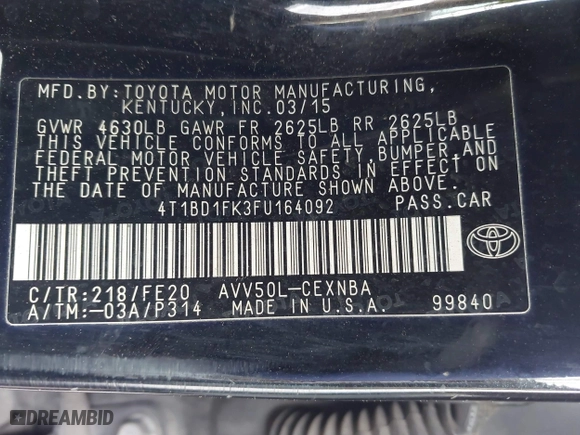 MFD.BY:TOYOTA MOTOR MANUFACTURING,
KENTUCKY,INC.03/15
GVWR 4630LB GAWR FR 2625LB RR 2625LB
THIS VEHICLE CONFORMS TO ALL APPLICABLE
FEDERAL MOTOR VEHICLE SAFETY,BUMPER,AND
THEFT PREVENTION STANDARDS IN EFFECT ON
THE DATE OF MANUFACTURE SHOWN ABOVE.
4T1BD1FK3FU164092 PASS.CAR
C/TR:218/FE20 AVV50L-CEXNBA
A/TM:-03A/P314 MADE IN U.S.A. 99840
DREAMBID